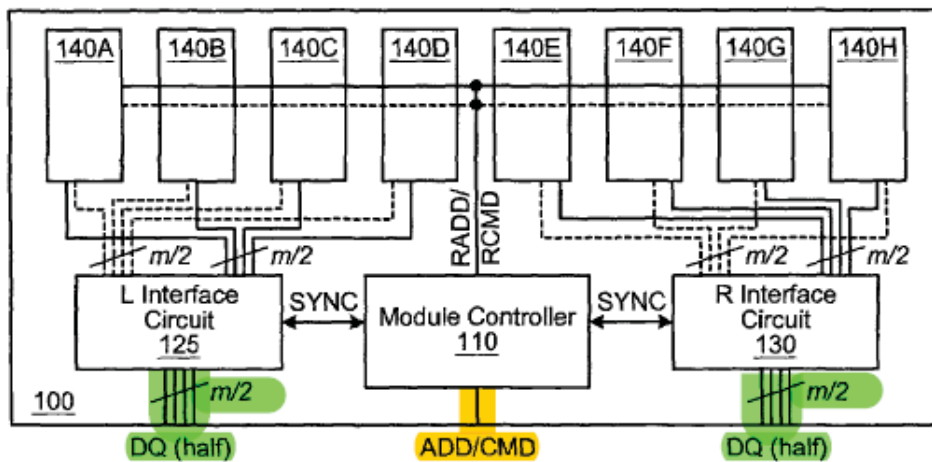 140A 140B 140C 140D 140E 140F 140G 140H
RADD/
RCMD
m/2 m/2 m/2 m/2
L Interface
Circuit
125
SYNC
Module Controller
110
SYNC
R Interface
Circuit
130
100
m/2 m/2
DQ (half) ADD/CMD DQ (half)